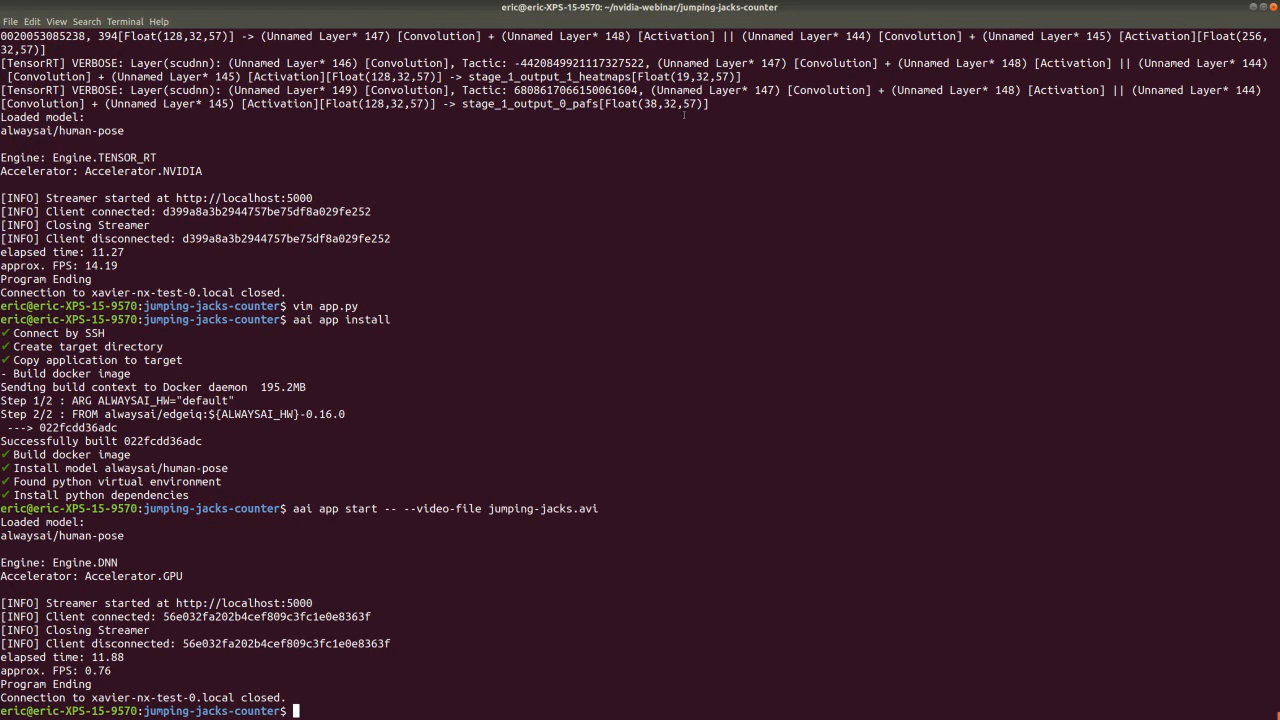 eric@eric-XPS-15-9570: ~/nvidia-webinar/jumping-jacks-counter
File Edit View Search Terminal Help
0020053085238, 394[Float(128,32,57)] -> (Unnamed Layer* 147) [Convolution] + (Unnamed Layer* 148) [Activation] || (Unnamed Layer* 144) [Convolution] + (Unnamed Layer* 145) [Activation][Float(256,
32,57)]
[TensorRT] VERBOSE: Layer(scudnn): (Unnamed Layer* 146) [Convolution], Tactic: -4420849921117327522, (Unnamed Layer* 147) [Convolution] + (Unnamed Layer* 148) [Activation] || (Unnamed Layer* 144)
[Convolution] + (Unnamed Layer* 145) [Activation][Float(128,32,57)] -> stage_1_output_1_heatmaps[Float(19,32,57)]
[TensorRT] VERBOSE: Layer(scudnn): (Unnamed Layer* 149) [Convolution], Tactic: 6808617066150061604, (Unnamed Layer* 147) [Convolution] + (Unnamed Layer* 148) [Activation] || (Unnamed Layer* 144)
[Convolution] + (Unnamed Layer* 145) [Activation][Float(128,32,57)] -> stage_1_output_0_pafs[Float(38,32,57)]
Loaded model:
alwaysai/human-pose
Engine: Engine.TENSOR_RT
Accelerator: Accelerator.NVIDIA
[INFO] Streamer started at http://localhost:5000
[INFO] Client connected: d399a8a3b2944757be75df8a029fe252
[INFO] Closing Streamer
[INFO] Client disconnected: d399a8a3b2944757be75df8a029fe252
elapsed time: 11.27
approx. FPS: 14.19
Program Ending
Connection to xavier-nx-test-0.local closed.
eric@eric-XPS-15-9570:jumping-jacks-counter$ vim app.py
eric@eric-XPS-15-9570:jumping-jacks-counter$ aai app install
✔ Connect by SSH
✔ Create target directory
✔ Copy application to target
- Build docker image
Sending build context to Docker daemon  195.2MB
Step 1/2 : ARG ALWAYSAI_HW="default"
Step 2/2 : FROM alwaysai/edgeiq:${ALWAYSAI_HW}-0.16.0
---> 022fcdd36adc
Successfully built 022fcdd36adc
✔ Build docker image
✔ Install model alwaysai/human-pose
✔ Found python virtual environment
✔ Install python dependencies
eric@eric-XPS-15-9570:jumping-jacks-counter$ aai app start -- --video-file jumping-jacks.avi
Loaded model:
alwaysai/human-pose
Engine: Engine.DNN
Accelerator: Accelerator.GPU
[INFO] Streamer started at http://localhost:5000
[INFO] Client connected: 56e032fa202b4cef809c3fc1e0e8363f
[INFO] Closing Streamer
[INFO] Client disconnected: 56e032fa202b4cef809c3fc1e0e8363f
elapsed time: 11.88
approx. FPS: 0.76
Program Ending
Connection to xavier-nx-test-0.local closed.
eric@eric-XPS-15-9570:jumping-jacks-counter$